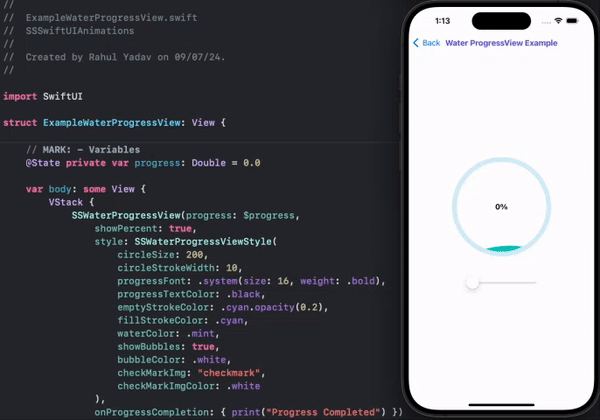 //
//  ExampleWaterProgressView.swift
//  SSSwiftUIAnimations
//
//  Created by Rahul Yadav on 09/07/24.
//
import SwiftUI
struct ExampleWaterProgressView: View {
// MARK: - Variables
@State private var progress: Double = 0.0
var body: some View {
VStack {
SSWaterProgressView(progress: $progress,
showPercent: true,
style: SSWaterProgressViewStyle(
circleSize: 200,
circleStrokeWidth: 10,
progressFont: .system(size: 16, weight: .bold),
progressTextColor: .black,
emptyStrokeColor: .cyan.opacity(0.2),
fillStrokeColor: .cyan,
waterColor: .mint,
showBubbles: true,
bubbleColor: .white,
checkMarkImg: "checkmark",
checkMarkImgColor: .white
),
onProgressCompletion: { print("Progress Completed") })
1:13
Back Water ProgressView Example
0%